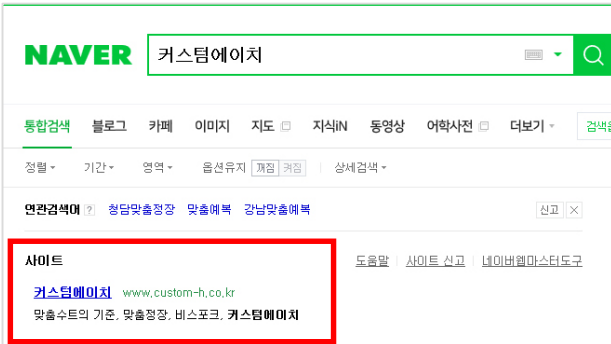 NAVER 커스텀에이치
통합검색 블로그 카페 이미지 지도 지식iN 동영상 어학사전 더보기 검색옵
정렬 기간 영역 옵션유지 꺼짐 켜짐 상세검색
연관검색어 ? 청담맞춤정장 맞춤예복 강남맞춤예복 신고
사이트 도움말 사이트 신고 네이버웹마스터도구
커스텀에이치 www.custom-h.co.kr
맞춤수트의 기준, 맞춤정장, 비스포크, 커스텀에이치